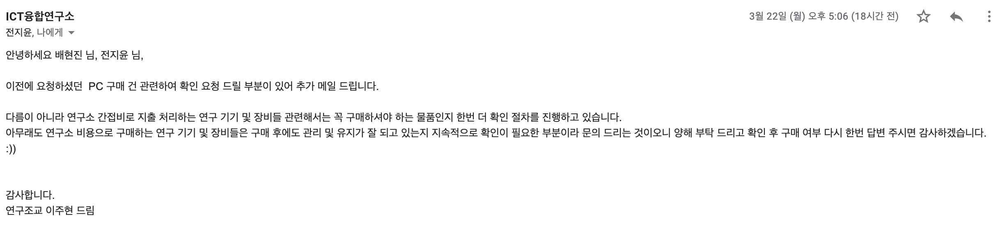 ICT융합연구소
3월 22일 (월) 오후 5:06 (18시간 전)
전지윤, 나에게
안녕하세요 배현진 님, 전지윤 님,
이전에 요청하셨던  PC 구매 건 관련하여 확인 요청 드릴 부분이 있어 추가 메일 드립니다.
다름이 아니라 연구소 간접비로 지출 처리하는 연구 기기 및 장비들 관련해서는 꼭 구매하셔야 하는 물품인지 한번 더 확인 절차를 진행하고 있습니다.
아무래도 연구소 비용으로 구매하는 연구 기기 및 장비들은 구매 후에도 관리 및 유지가 잘 되고 있는지 지속적으로 확인이 필요한 부분이라 문의 드리는 것이오니 양해 부탁 드리고 확인 후 구매 여부 다시 한번 답변 주시면 감사하겠습니다.
:))
감사합니다.
연구조교 이주현 드림